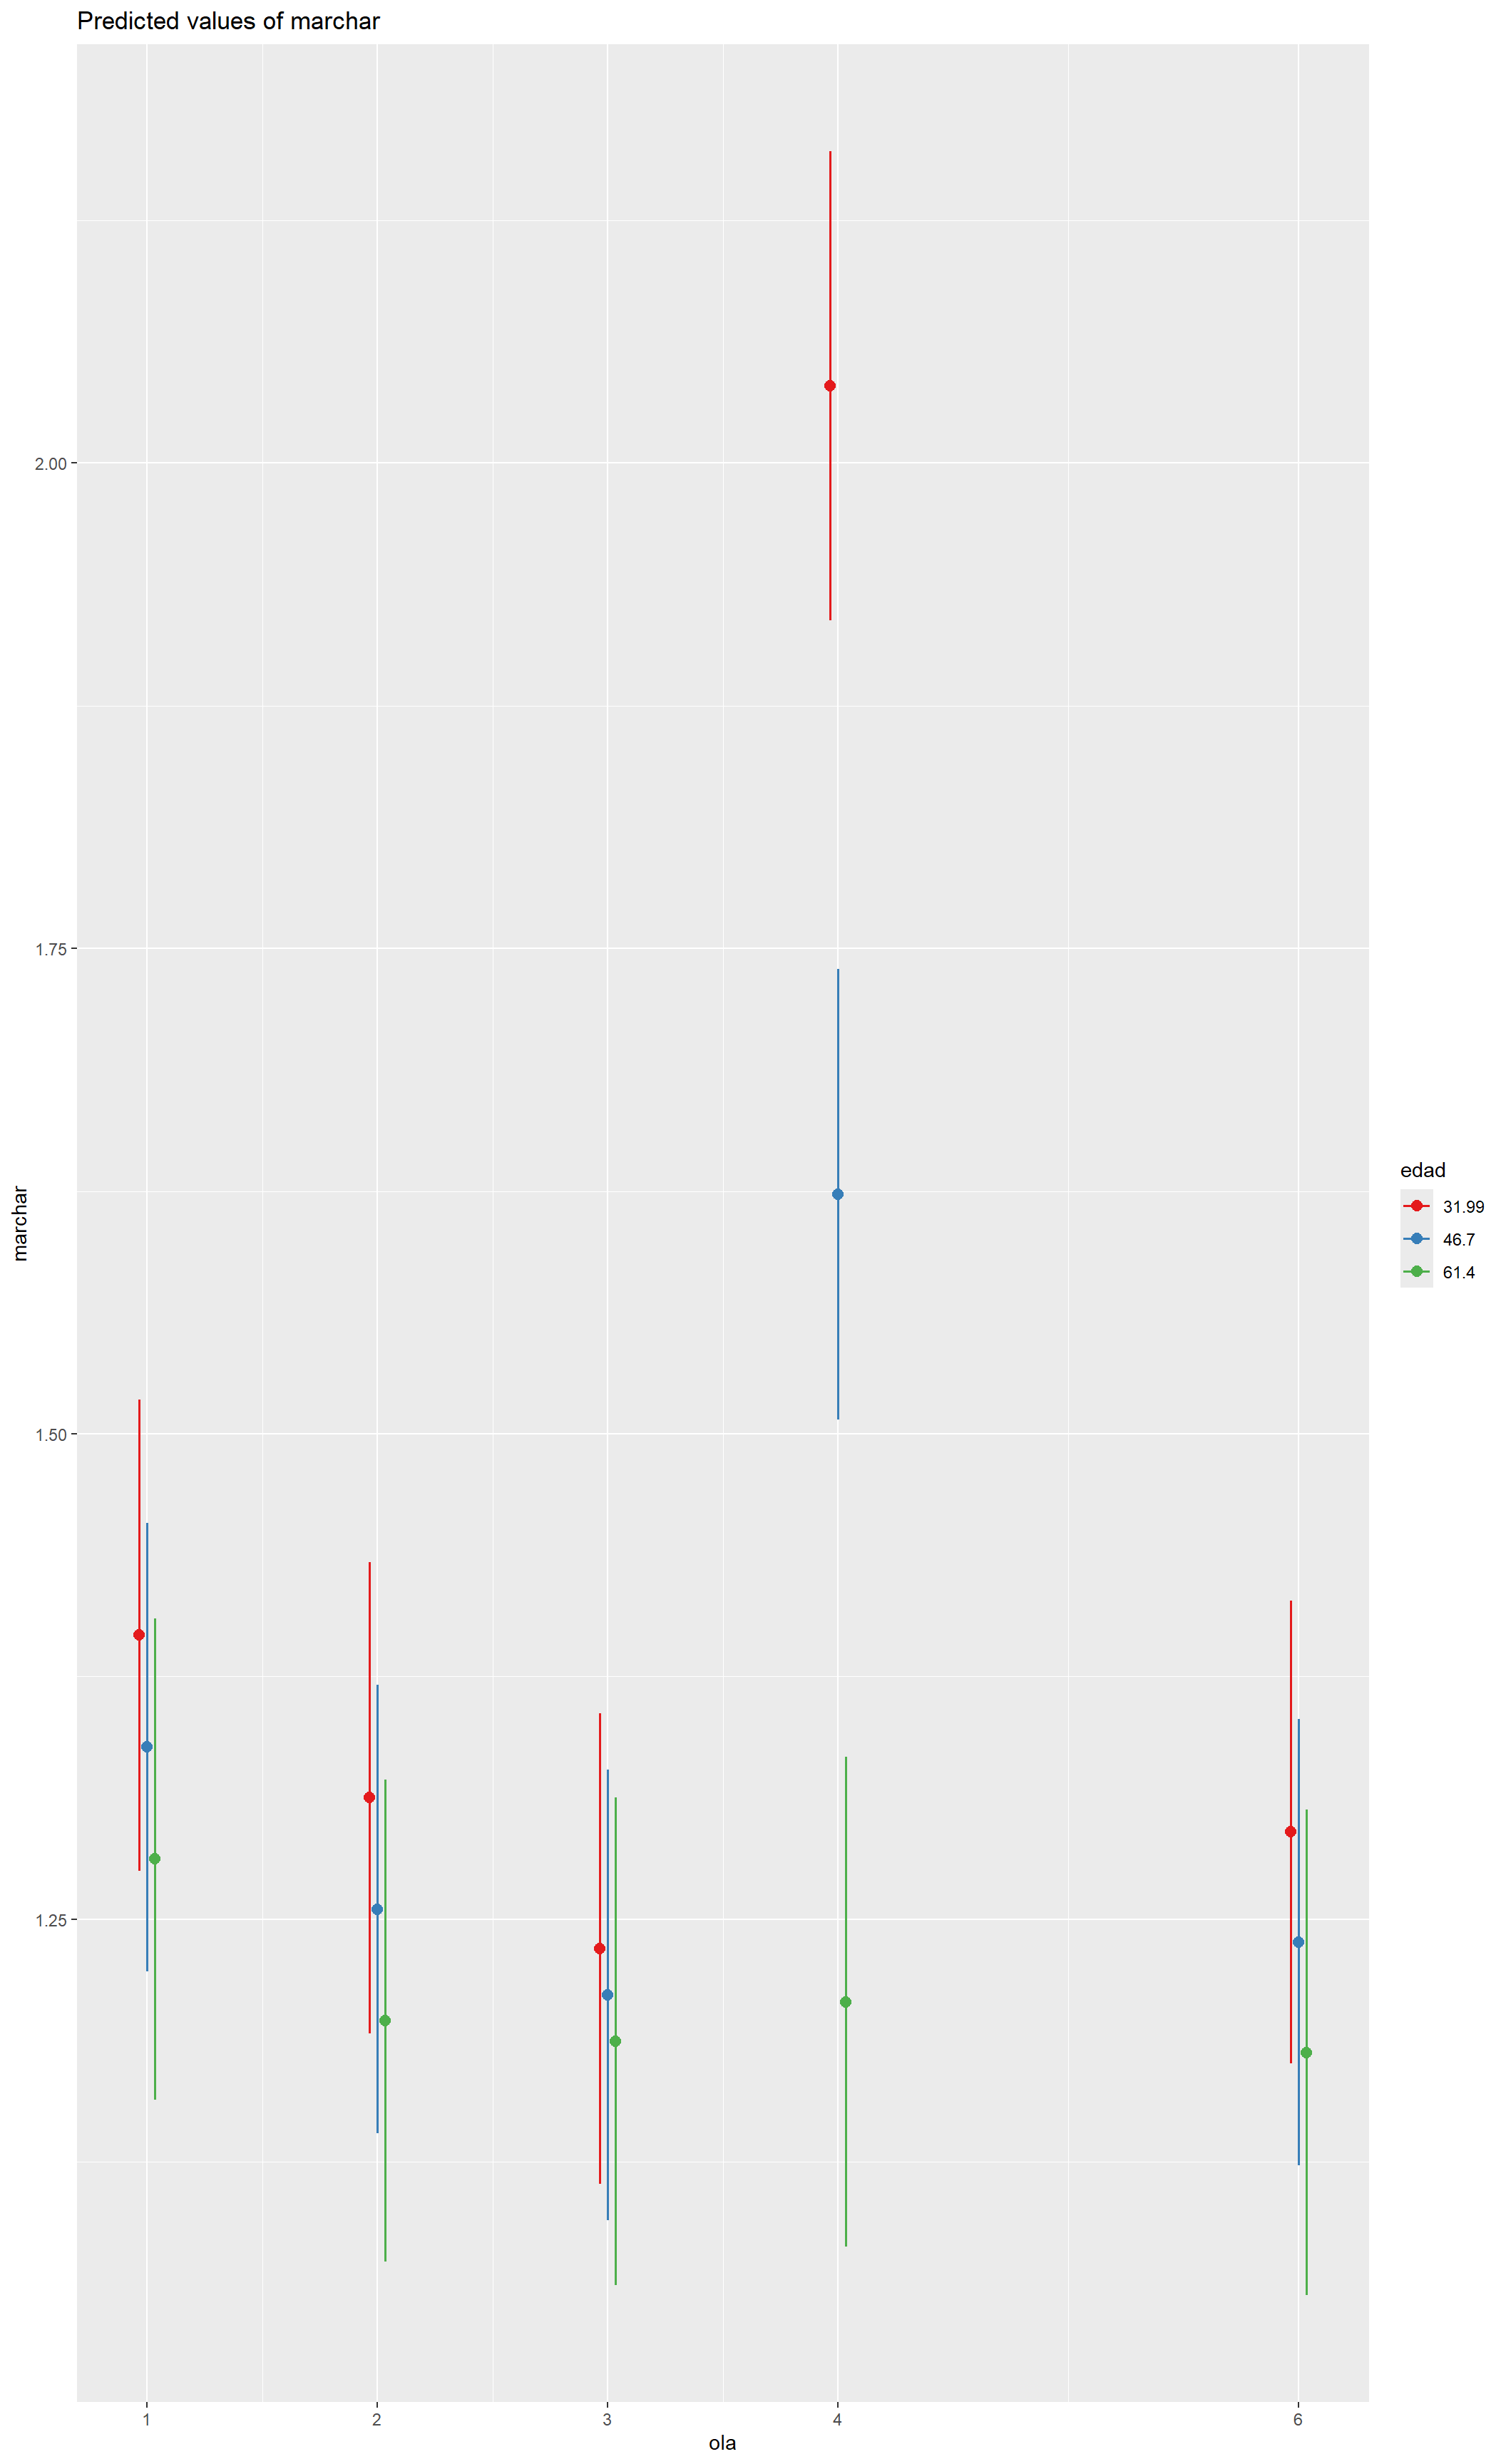 Predicted values of marchar
2.00
1.75
1.50
1.25
marchar
1 2 3 4 6
ola
edad
31.99
46.7
61.4